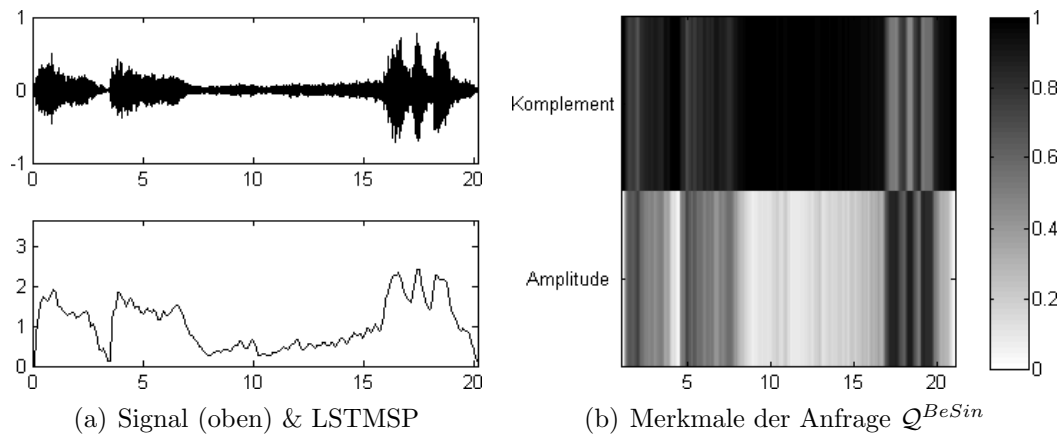 1
0
-1
0 5 10 15 20
3
2
1
0
0 5 10 15 20
(a) Signal (oben) & LSTMSP
Komplement
Amplitude
5 10 15 20
1
0.8
0.6
0.4
0.2
0
(b) Merkmale der Anfrage Q^BeSin